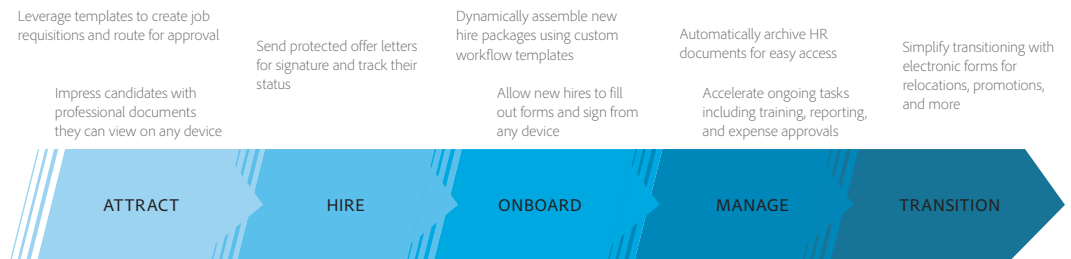 Leverage templates to create job
requisitions and route for approval
Impress candidates with
professional documents
they can view on any device
Send protected offer letters
for signature and track their
status
Dynamically assemble new
hire packages using custom
workflow templates
Allow new hires to fill
out forms and sign from
any device
Automatically archive HR
documents for easy access
Accelerate ongoing tasks
including training, reporting,
and expense approvals
Simplify transitioning with
electronic forms for
relocations, promotions,
and more
ATTRACT
HIRE
ONBOARD
MANAGE
TRANSITION